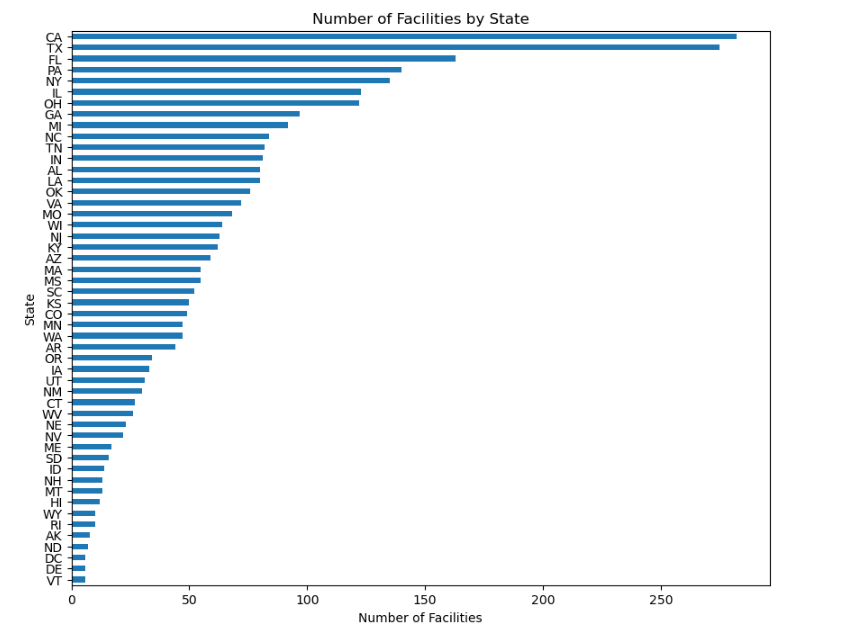 Number of Facilities by State
CA
TX
FL
PA
NY
IL
OH
GA
MI
NC
TN
IN
AL
LA
OK
VA
MO
WI
NJ
KY
AZ
MA
MS
SC
KS
CO
MN
WA
AR
OR
IA
UT
NM
CT
WV
NE
NV
ME
SD
ID
NH
MT
HI
WY
RI
AK
ND
DC
DE
VT
State
0 50 100 150 200 250
Number of Facilities